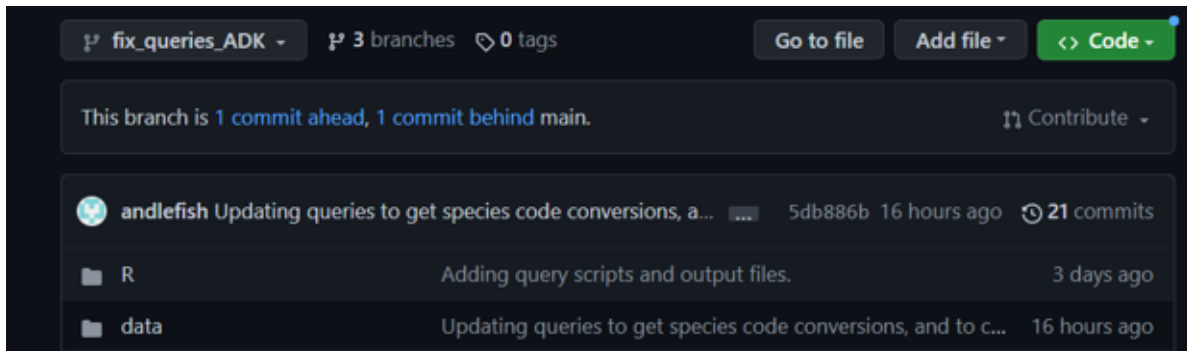 fix_queries_ADK 3 branches 0 tags Go to file Add file <> Code
This branch is 1 commit ahead, 1 commit behind main. Contribute
andlefish Updating queries to get species code conversions, a... ... 5db886b 16 hours ago 21 commits
R Adding query scripts and output files. 3 days ago
data Updating queries to get species code conversions, and to c... 16 hours ago